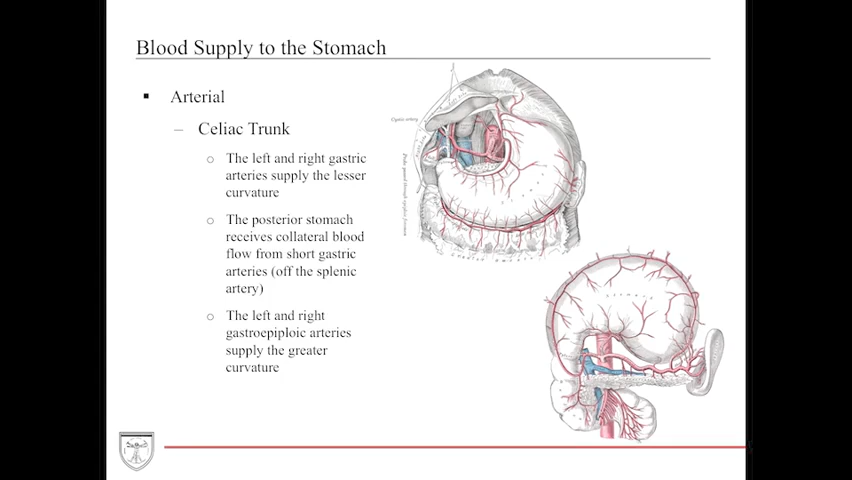 Blood Supply to the Stomach
▪ Arterial
– Celiac Trunk
o The left and right gastric
arteries supply the lesser
curvature
o The posterior stomach
receives collateral blood
flow from short gastric
arteries (off the splenic
artery)
o The left and right
gastroepiploic arteries
supply the greater
curvature
Cystic artery